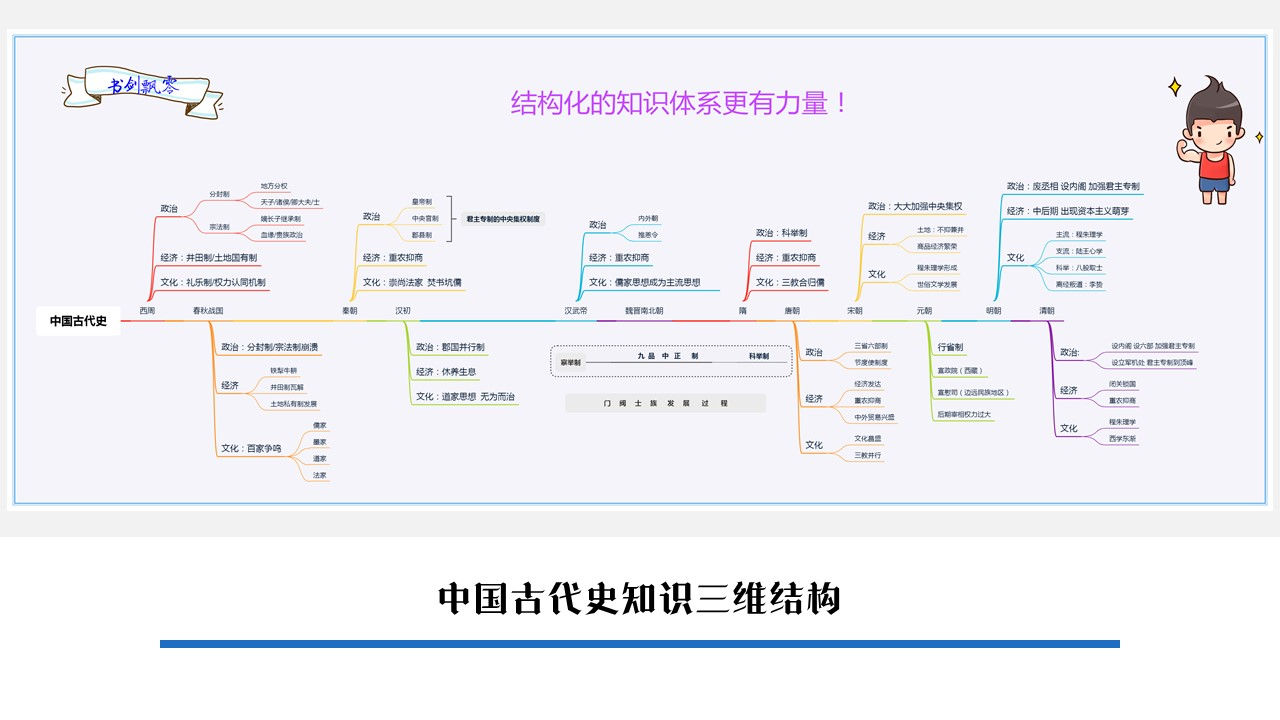 书剑飘零
结构化的知识体系更有力量！
中国古代史
西周
政治
分封制
地方分权
天子/诸侯/卿大夫/士
宗法制
嫡长子继承制
血缘/贵族政治
经济：井田制/土地国有制
文化：礼乐制/权力认同机制
春秋战国
政治：分封制/宗法制崩溃
经济
铁犁牛耕
井田制瓦解
土地私有制发展
文化：百家争鸣
儒家
墨家
道家
法家
秦朝
政治
皇帝制
中央官制
郡县制
君主专制的中央集权制度
经济：重农抑商
文化：崇尚法家 焚书坑儒
汉初
政治：郡国并行制
经济：休养生息
文化：道家思想 无为而治
汉武帝
政治
内外朝
推恩令
经济：重农抑商
文化：儒家思想成为主流思想
魏晋南北朝
察举制
九 品 中 正 制
科举制
门 阀 士 族 发 展 过 程
隋
政治：科举制
经济：重农抑商
文化：三教合归儒
唐朝
政治
三省六部制
节度使制度
经济
经济发达
重农抑商
中外贸易兴盛
文化
文化昌盛
三教并行
宋朝
政治：大大加强中央集权
经济
土地：不抑兼并
商品经济繁荣
文化
程朱理学形成
世俗文学发展
元朝
行省制
宣政院（西藏）
宣慰司（边远民族地区）
后期宰相权力过大
明朝
政治：废丞相 设内阁 加强君主专制
经济：中后期 出现资本主义萌芽
文化
主流：程朱理学
支流：陆王心学
科举：八股取士
离经叛道：李贽
清朝
政治:
设内阁 设六部 加强君主专制
设立军机处 君主专制到顶峰
经济
闭关锁国
重农抑商
文化
程朱理学
西学东渐
中国古代史知识三维结构